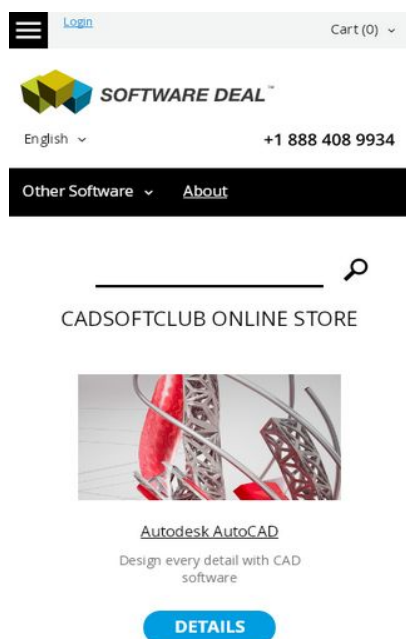 Login
Cart (0)
SOFTWARE DEAL™
English
+1 888 408 9934
Other Software
About
CADSOFTCLUB ONLINE STORE
Autodesk AutoCAD
Design every detail with CAD
software
DETAILS